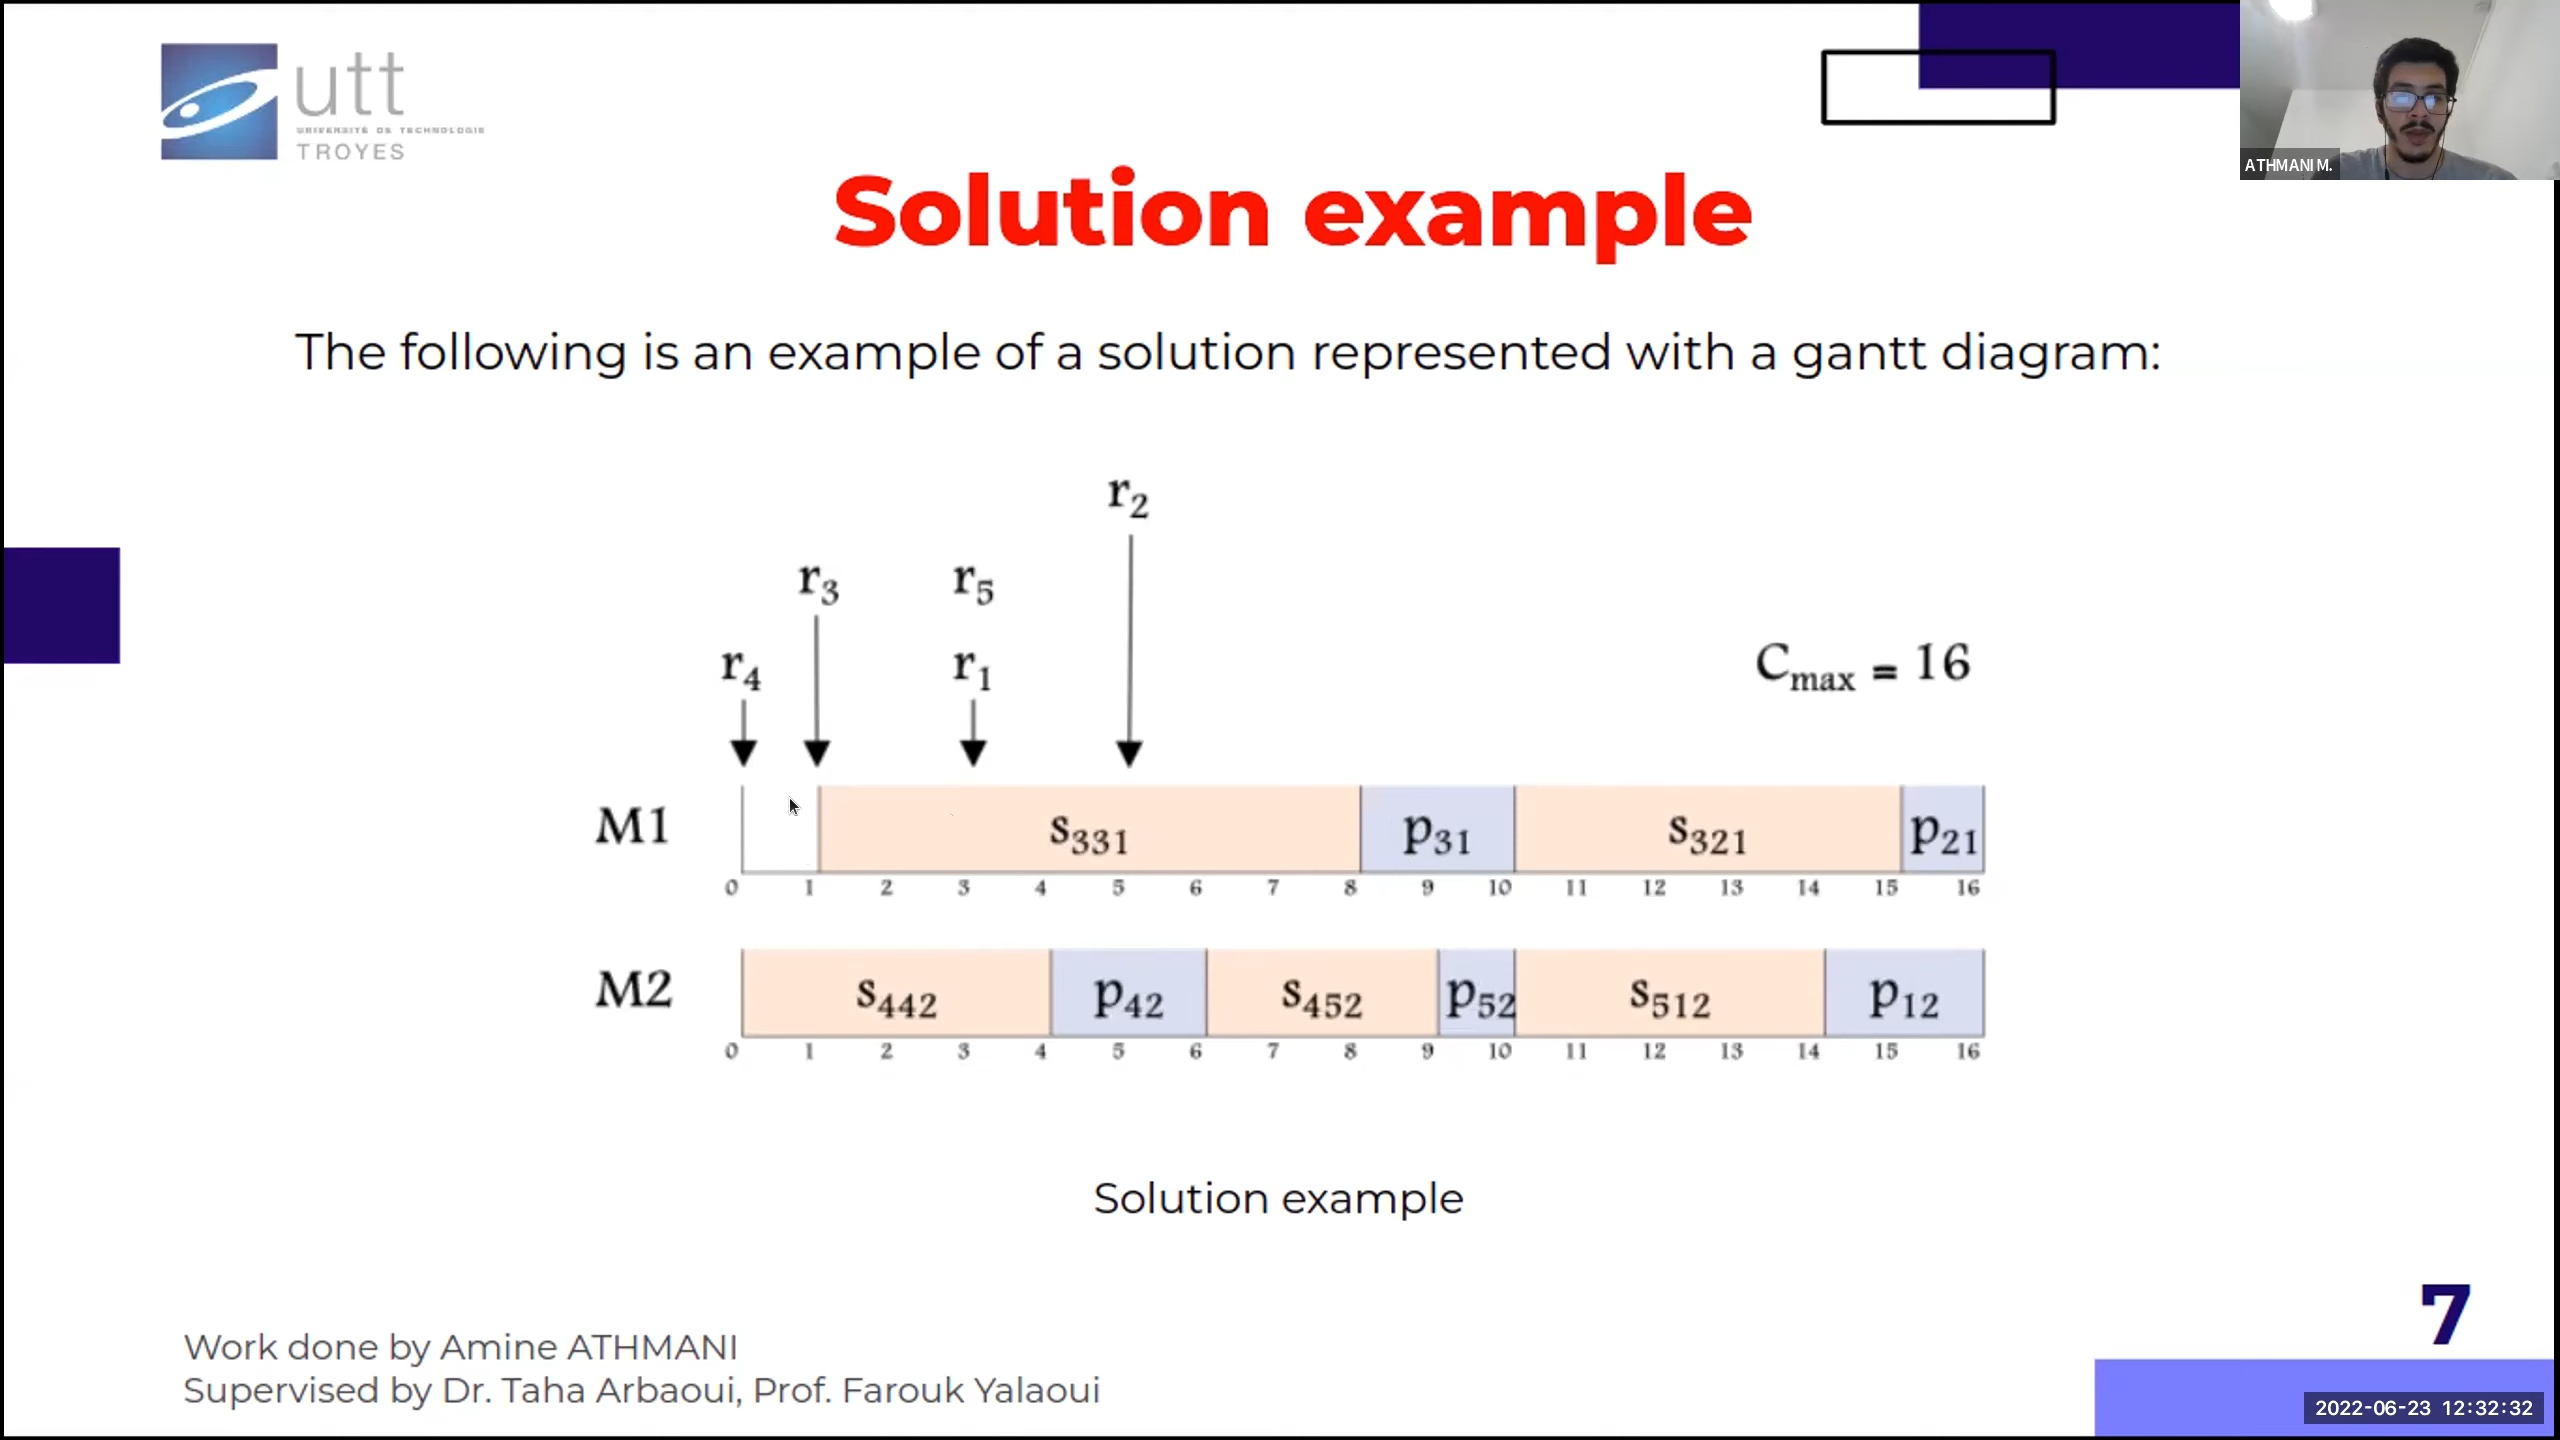 utt
UNIVERSITÉ DE TECHNOLOGIE
TROYES
ATHMANI M.
Solution example
The following is an example of a solution represented with a gantt diagram:
r2
r3 r5
r4 r1
Cmax = 16
M1 s331 p31 s321 p21
0 1 2 3 4 5 6 7 8 9 10 11 12 13 14 15 16
M2 s442 p42 s452 p52 s512 p12
0 1 2 3 4 5 6 7 8 9 10 11 12 13 14 15 16
Solution example
7
Work done by Amine ATHMANI
Supervised by Dr. Taha Arbaoui, Prof. Farouk Yalaoui
2022-06-23 12:32:32